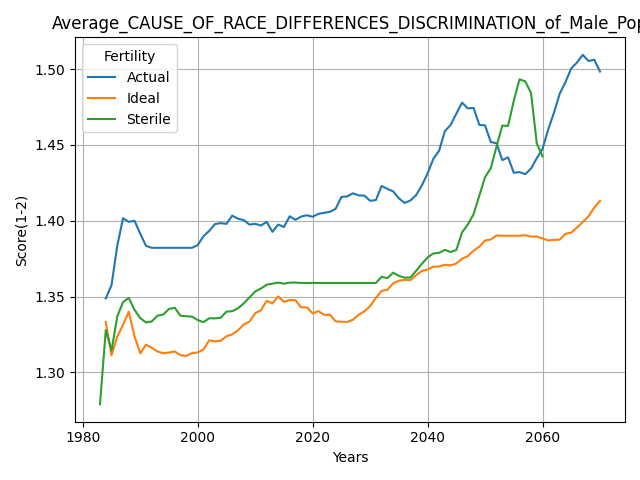 Average_CAUSE_OF_RACE_DIFFERENCES_DISCRIMINATION_of_Male_Pop
Fertility
Actual
Ideal
Sterile
Score(1-2)
1.50
1.45
1.40
1.35
1.30
1980
2000
2020
2040
2060
Years